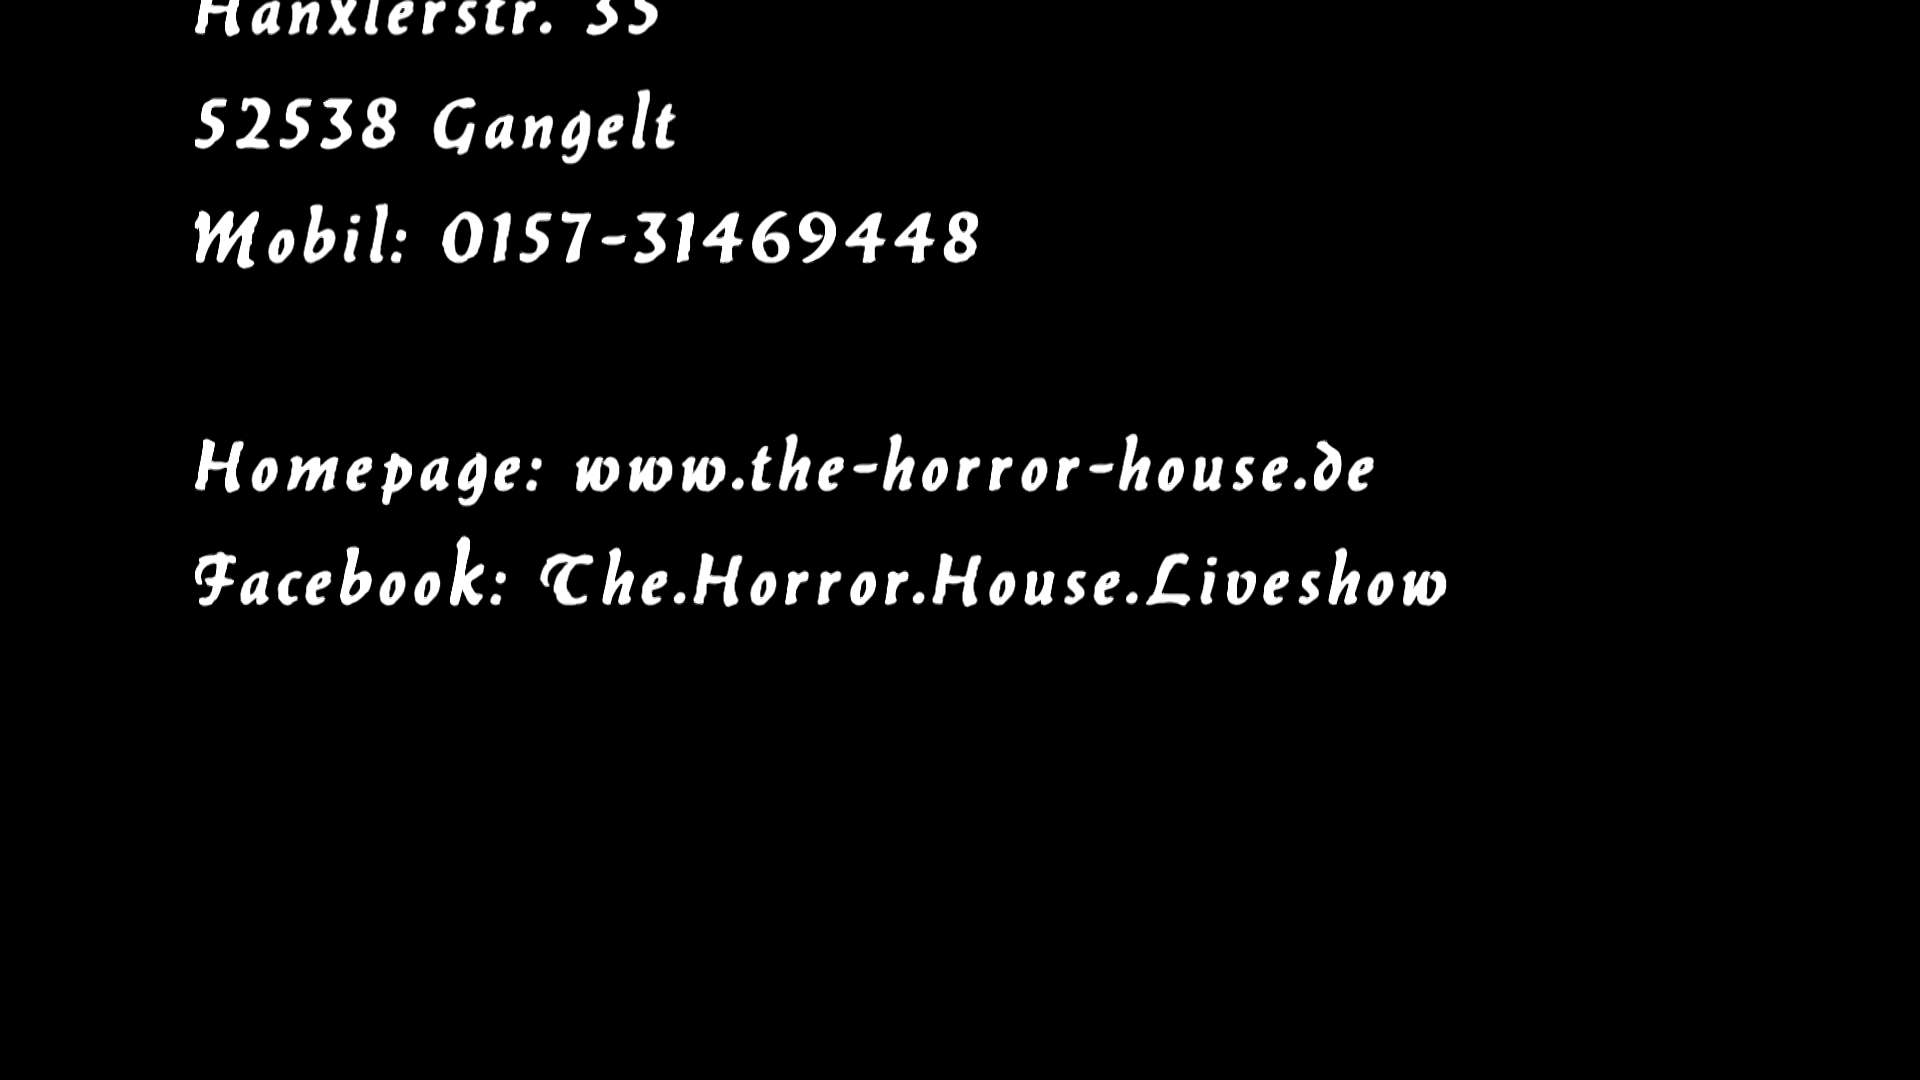 Hanxlerstr. 35
52538 Gangelt
Mobil: 0157-31469448
Homepage: www.the-horror-house.de
Facebook: The.Horror.House.Liveshow